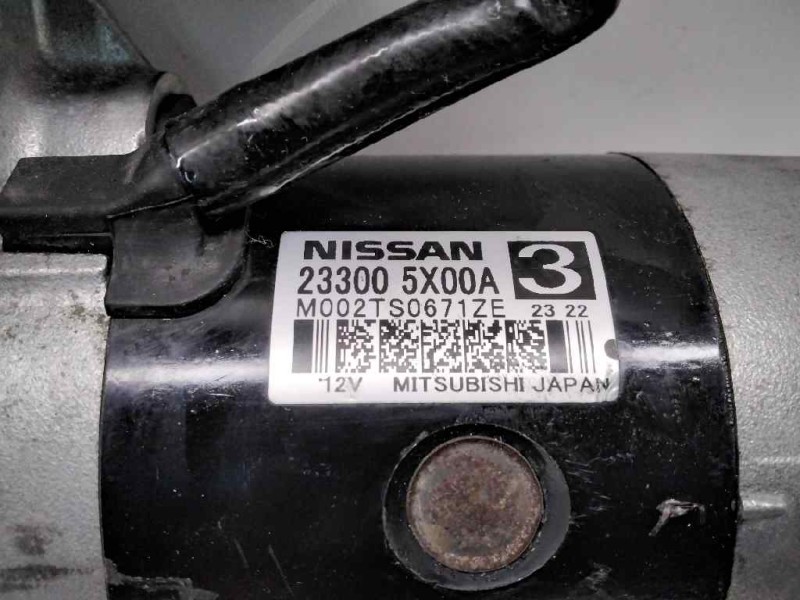 NISSAN 3
23300 5X00A
M002TS0671ZE 23 22
12V MITSUBISHI JAPAN